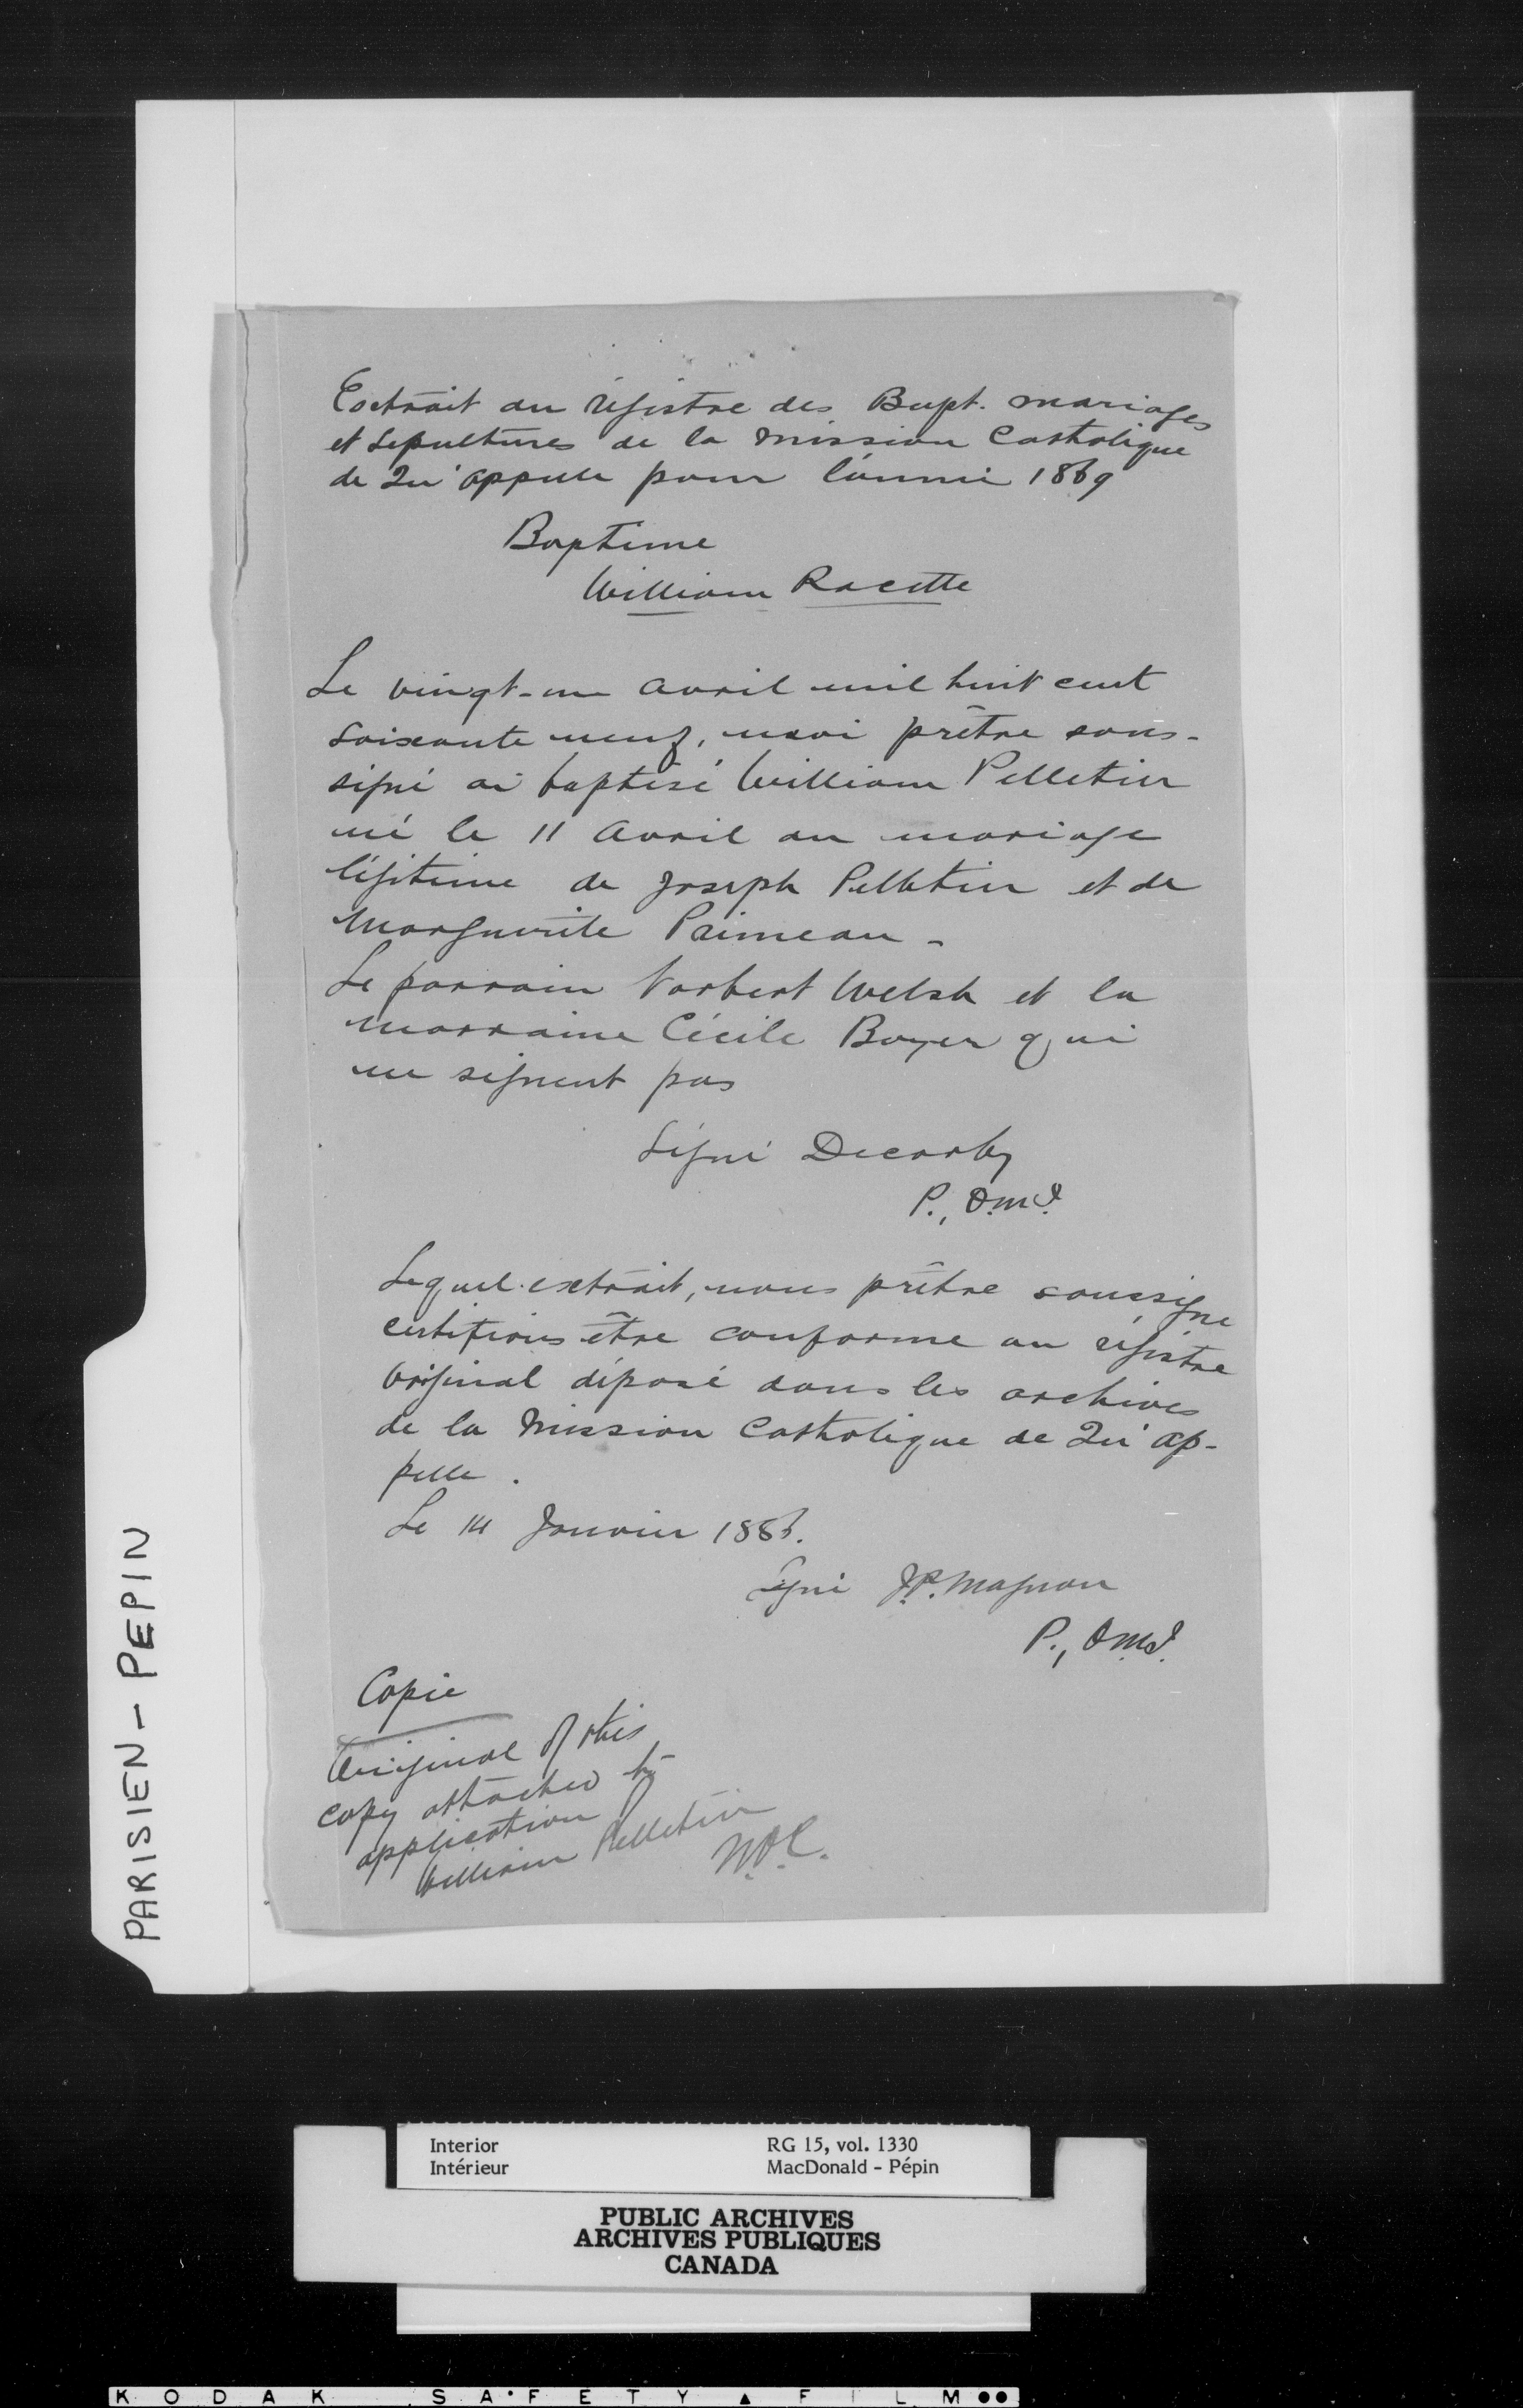 Extrait du régistre des Bapt. mariages
et sepultures de la Mission Catholique
de Qu'appelle pour l'année 1869
Baptême
William Racette
Le vingt-un Avril mil huit cent
soixante neuf, moi prêtre sous-
signé ai baptisé William Pelletier
né le 11 Avril du mariage
légitime de Joseph Pelletier et de
Marguerite Primeau -
Le parrain Norbert Welsh et la
marraine Cécile Boyer qui
ne signent pas
Signé Decorby
P., O.M.I.
Lequel extrait, nous prêtre soussigné
certifions être conforme au régistre
Original déposé dans les archives
de la Mission Catholique de Qu'ap-
pelle.
Le 14 Janvier 1886.
Signé J.P. Magnan
P., O.M.I.
Copie
Original of this
copy attached to
application of
William Pelletier
N.O.C.
PARISIEN - PEPIN
Interior RG 15, vol. 1330
Intérieur MacDonald - Pépin
PUBLIC ARCHIVES
ARCHIVES PUBLIQUES
CANADA
KODAK SAFETY FILM